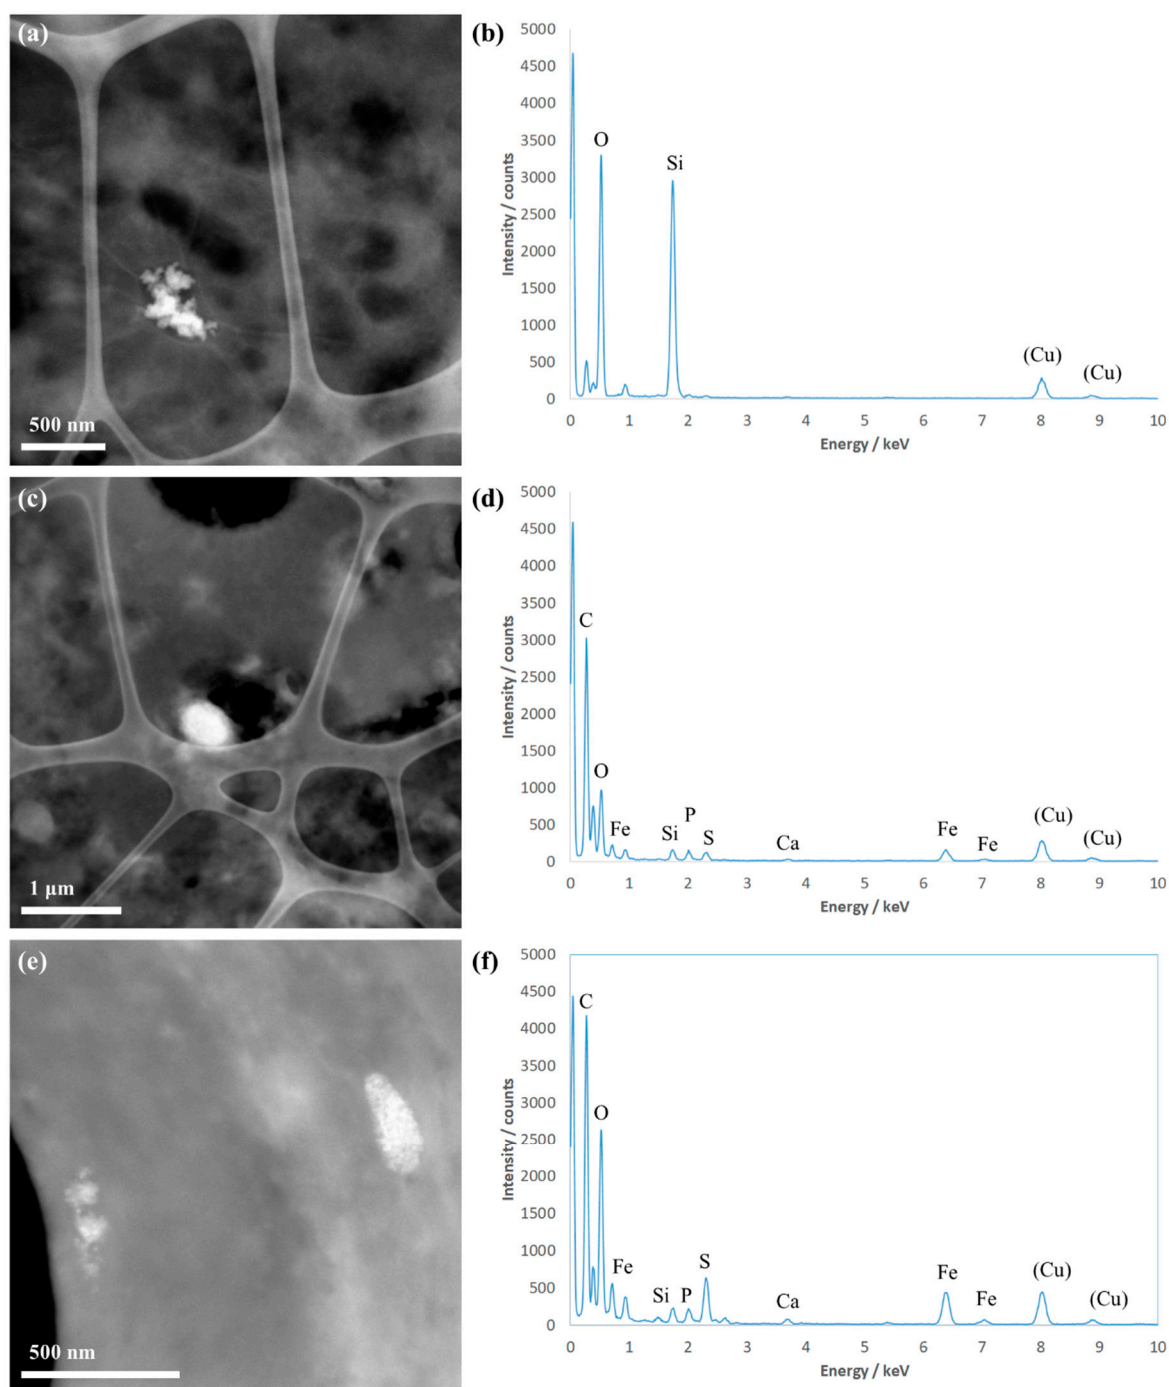 (a)
500 nm
(b)
5000
4500
4000
3500
3000
2500
2000
1500
1000
500
0
Intensity / counts
O
Si
(Cu)
(Cu)
0 1 2 3 4 5 6 7 8 9 10
Energy / keV
(c)
1 μm
(d)
5000
4500
4000
3500
3000
2500
2000
1500
1000
500
0
Intensity / counts
C
O
Fe
Si
P
S
Ca
Fe
Fe
(Cu)
(Cu)
0 1 2 3 4 5 6 7 8 9 10
Energy / keV
(e)
500 nm
(f)
5000
4500
4000
3500
3000
2500
2000
1500
1000
500
0
Intensity / counts
C
O
Fe
Si
P
S
Ca
Fe
Fe
(Cu)
(Cu)
0 1 2 3 4 5 6 7 8 9 10
Energy / keV